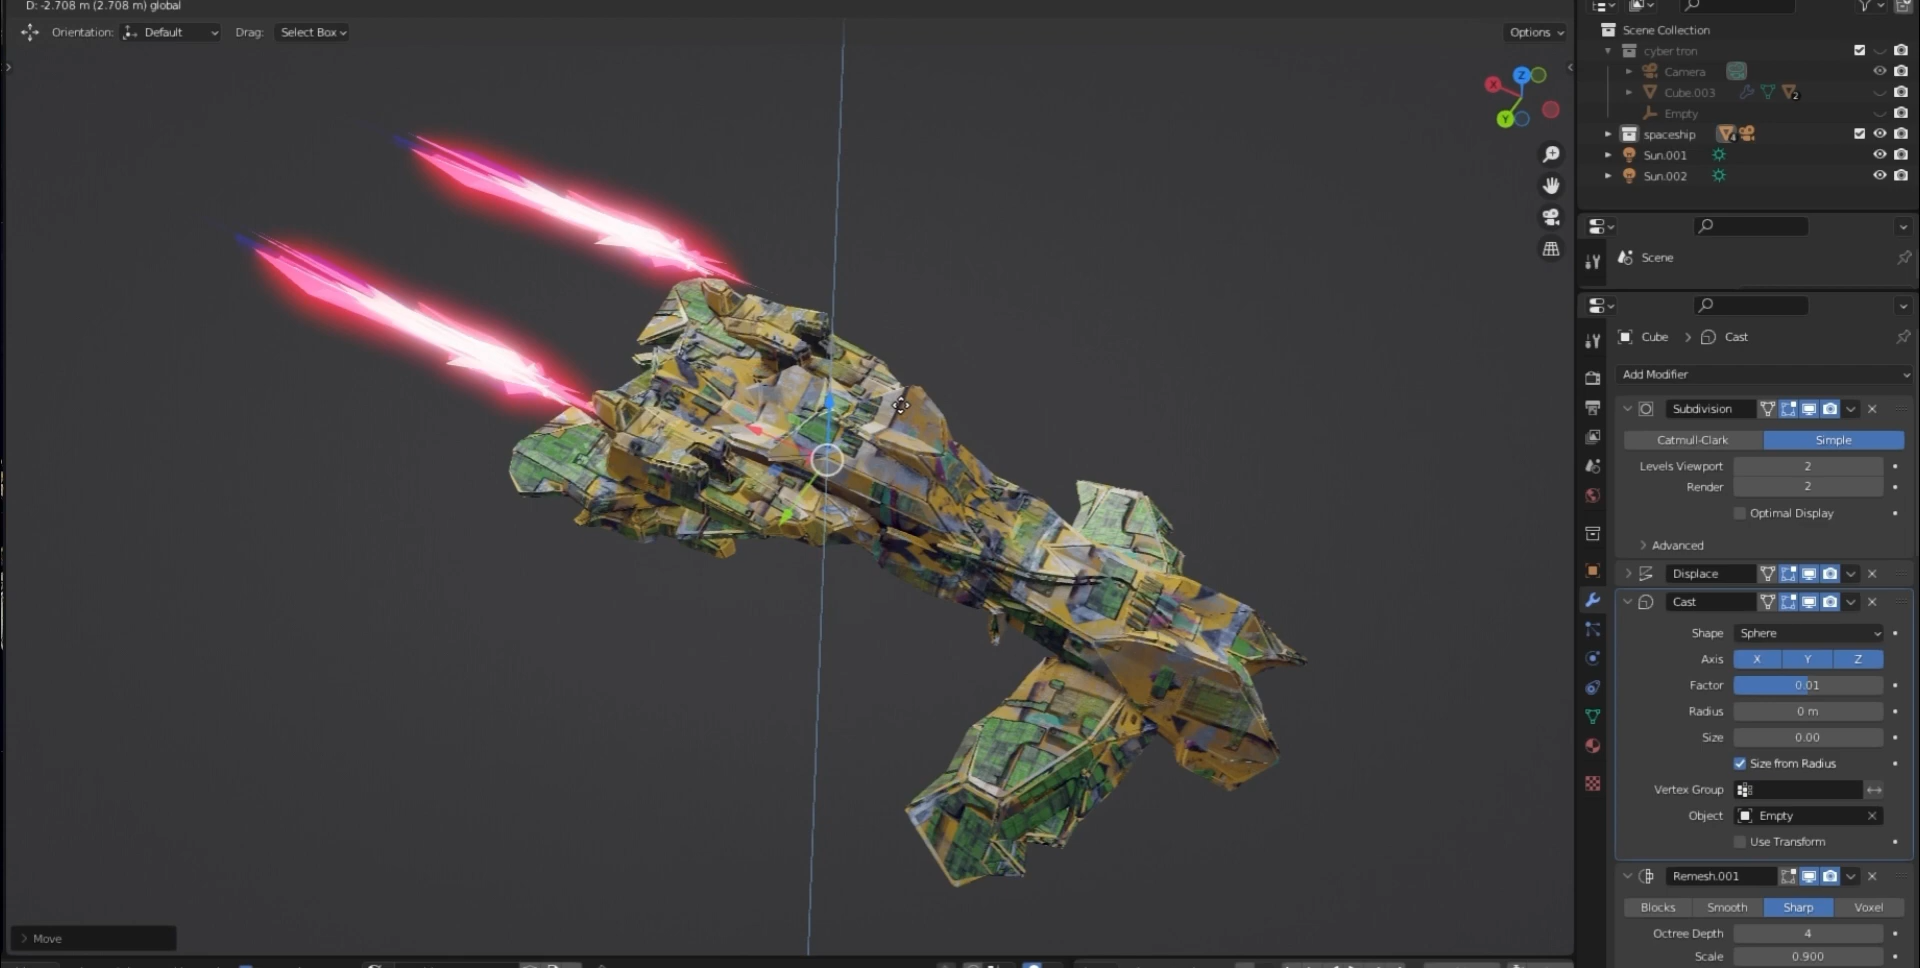 D: -2.708 m (2.708 m) global
Orientation: Default Drag: Select Box
Options
X
Y
Z
Move
Scene Collection
cyber tron
Camera
Cube.003 2
Empty
spaceship 4
Sun.001
Sun.002
Scene
Cube > Cast
Add Modifier
Subdivision
Catmull-Clark Simple
Levels Viewport 2
Render 2
Optimal Display
Advanced
Displace
Cast
Shape Sphere
Axis X Y Z
Factor 0.01
Radius 0 m
Size 0.00
Size from Radius
Vertex Group
Object Empty
Use Transform
Remesh.001
Blocks Smooth Sharp Voxel
Octree Depth 4
Scale 0.900